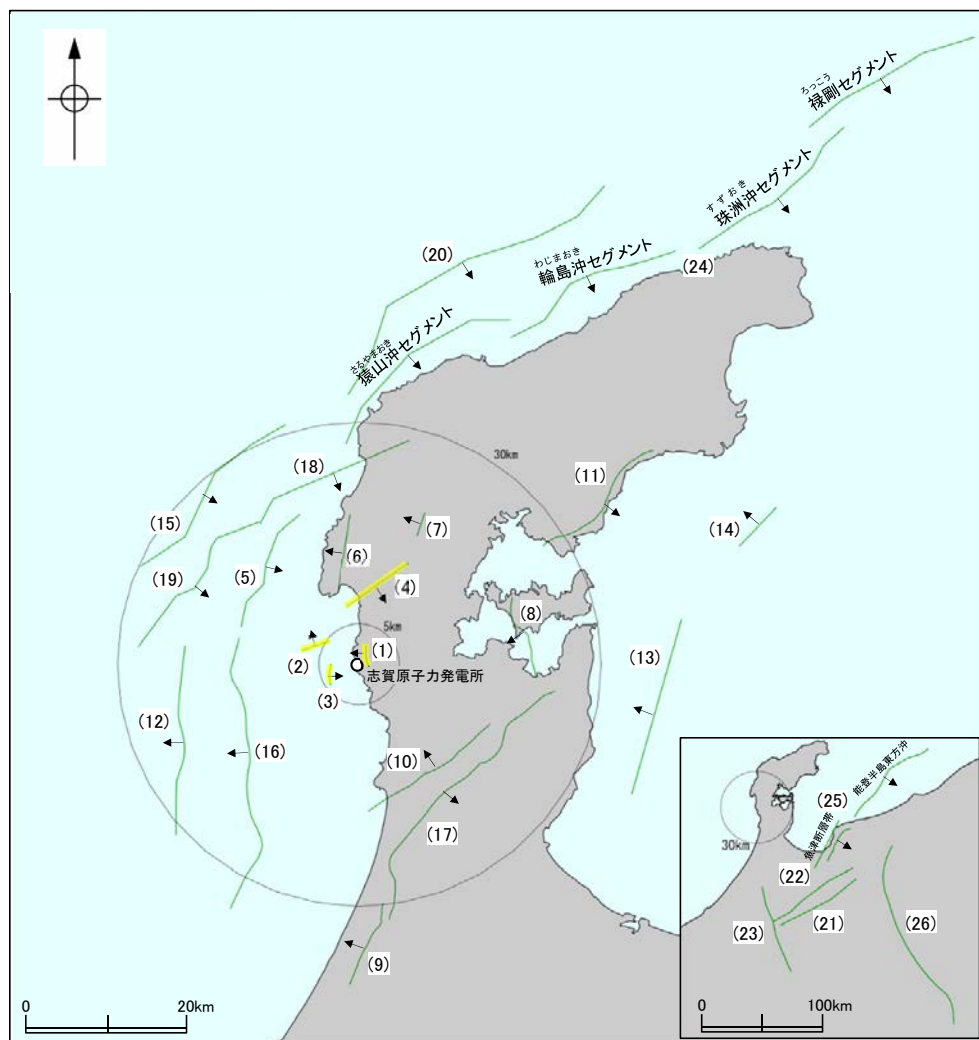 ろっこう
禄剛セグメント
すずおき
珠洲沖セグメント
(20)
わじまおき
輪島沖セグメント
(24)
さるやまおき
猿山沖セグメント
30km
(18)
(11)
(15)
(7)
(14)
(6)
(19)
(5)
(4)
5km
(8)
(2)
(1)
志賀原子力発電所
(3)
(13)
(12)
(16)
(10)
(17)
(9)
0
20km
能登半島東方沖
(25)
魚津断層帯
30km
(22)
(21)
(23)
(26)
0
100km